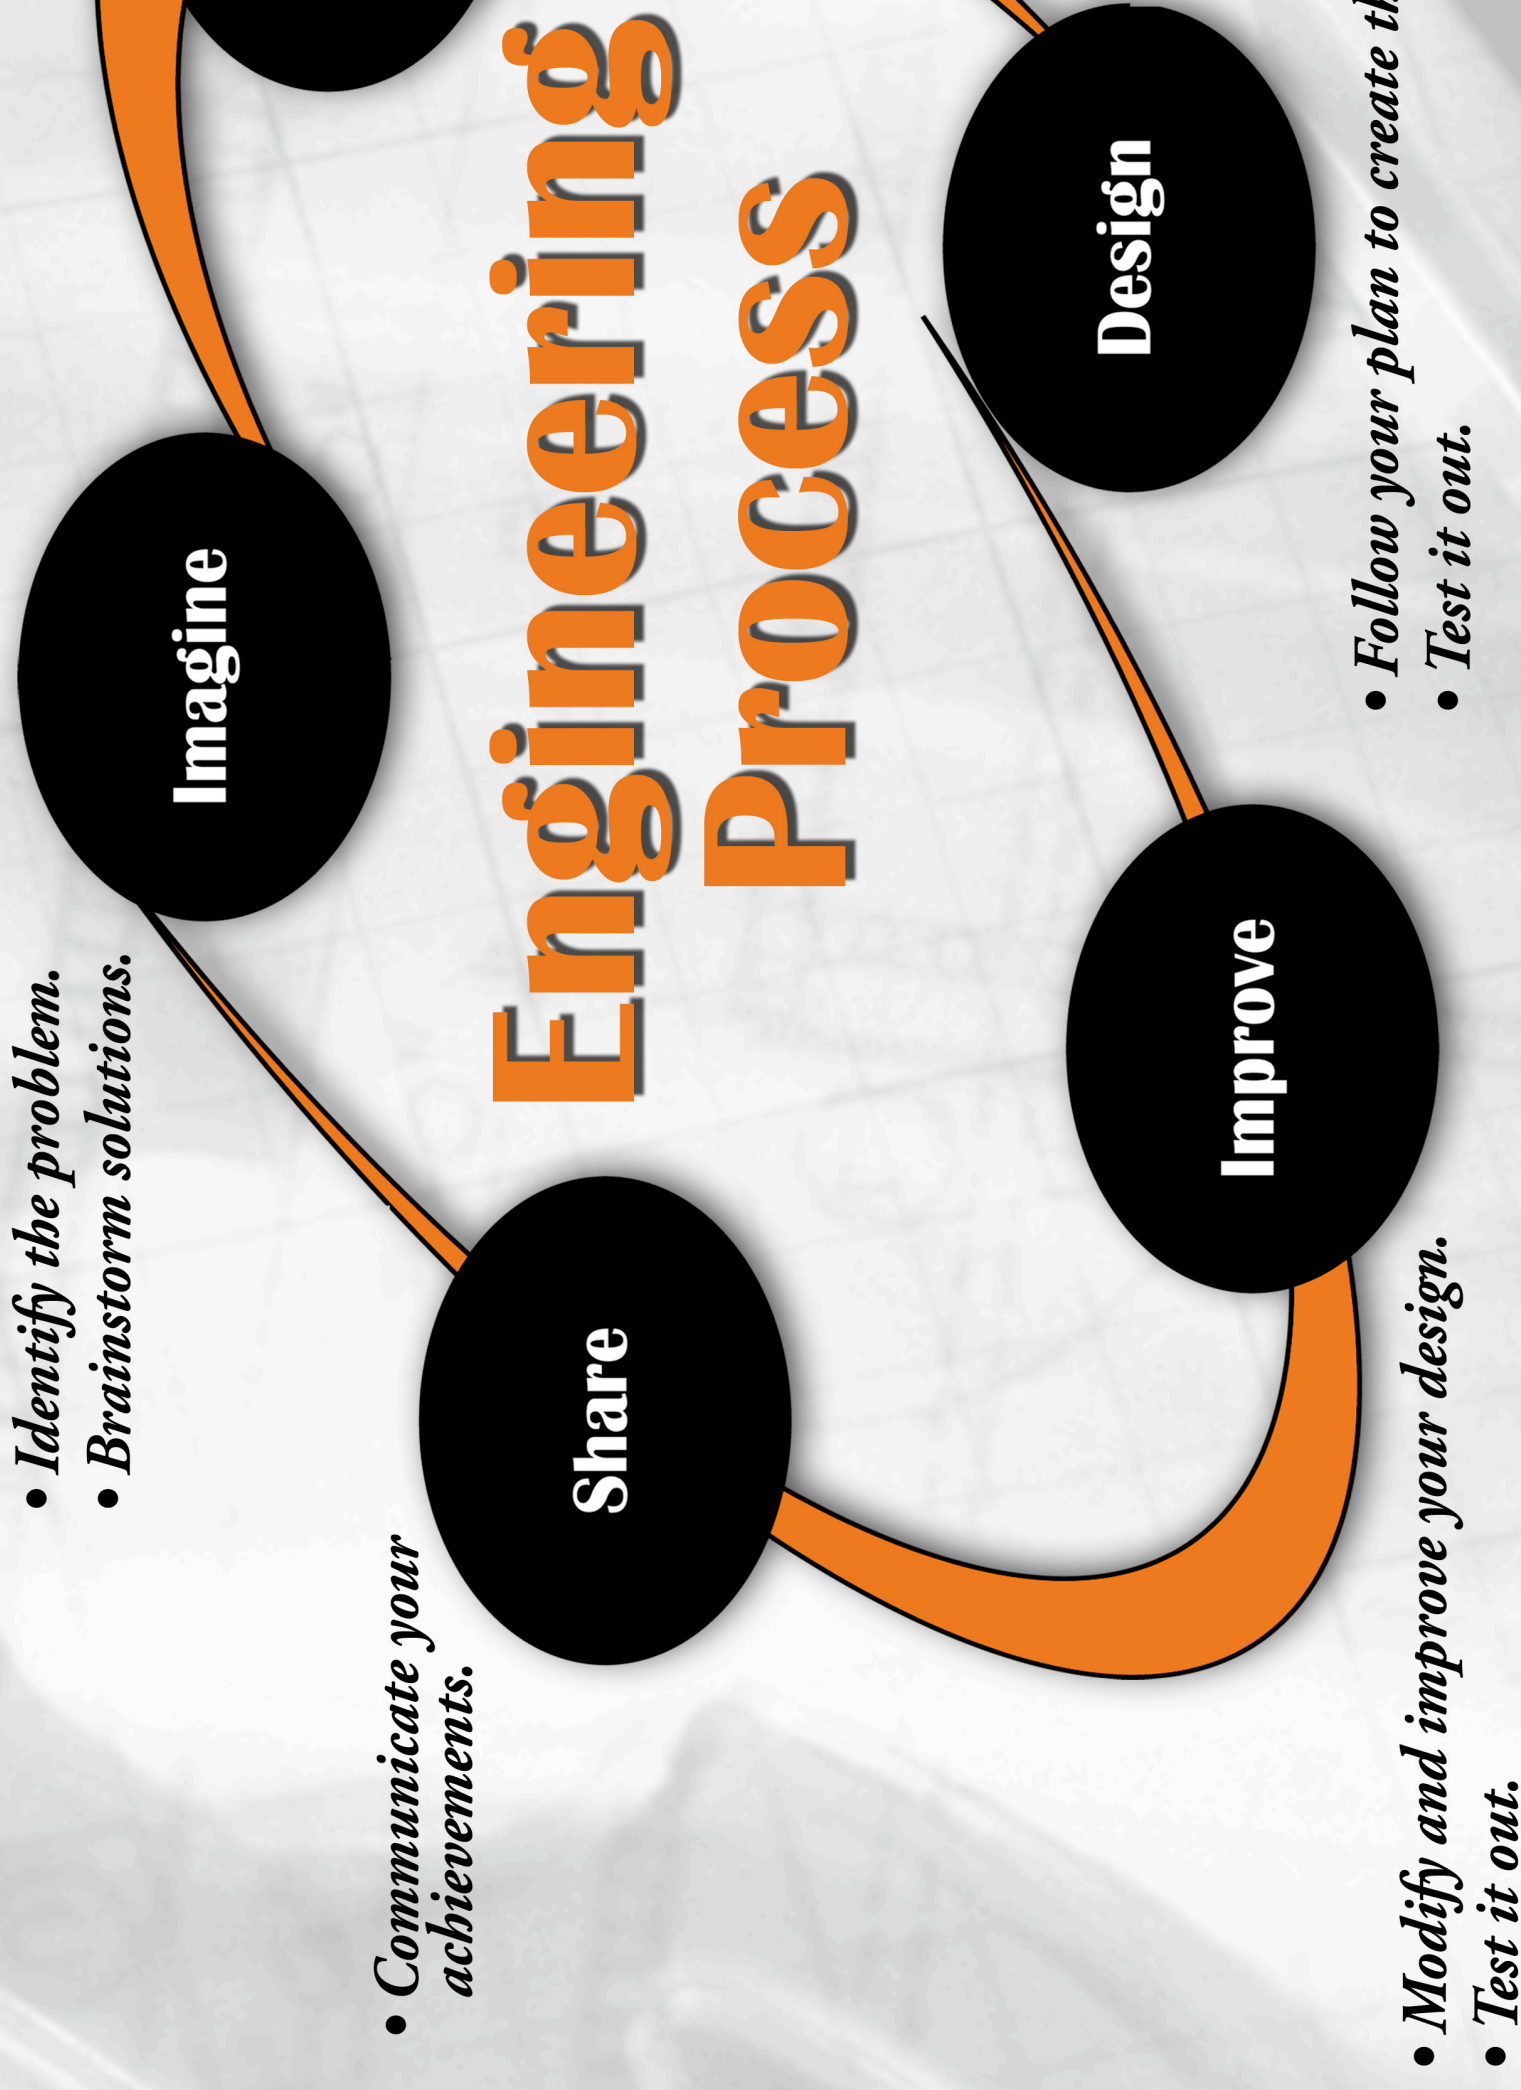 • Identify the problem.
• Brainstorm solutions.
Imagine
• Communicate your
achievements.
Share
Engineering
Process
Design
• Follow your plan to create
• Test it out.
Improve
• Modify and improve your design.
• Test it out.